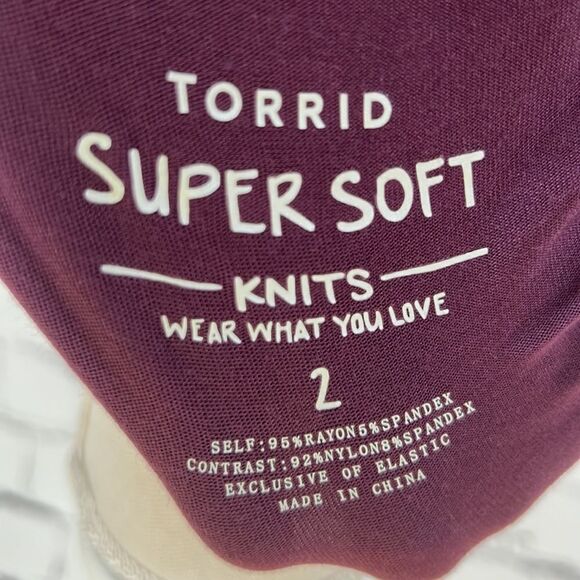 TORRID
SUPER SOFT
KNITS
WEAR WHAT YOU LOVE
2
SELF:95%RAYON5%SPANDEX
CONTRAST:92%NYLON8%SPANDEX
EXCLUSIVE OF ELASTIC
MADE IN CHINA